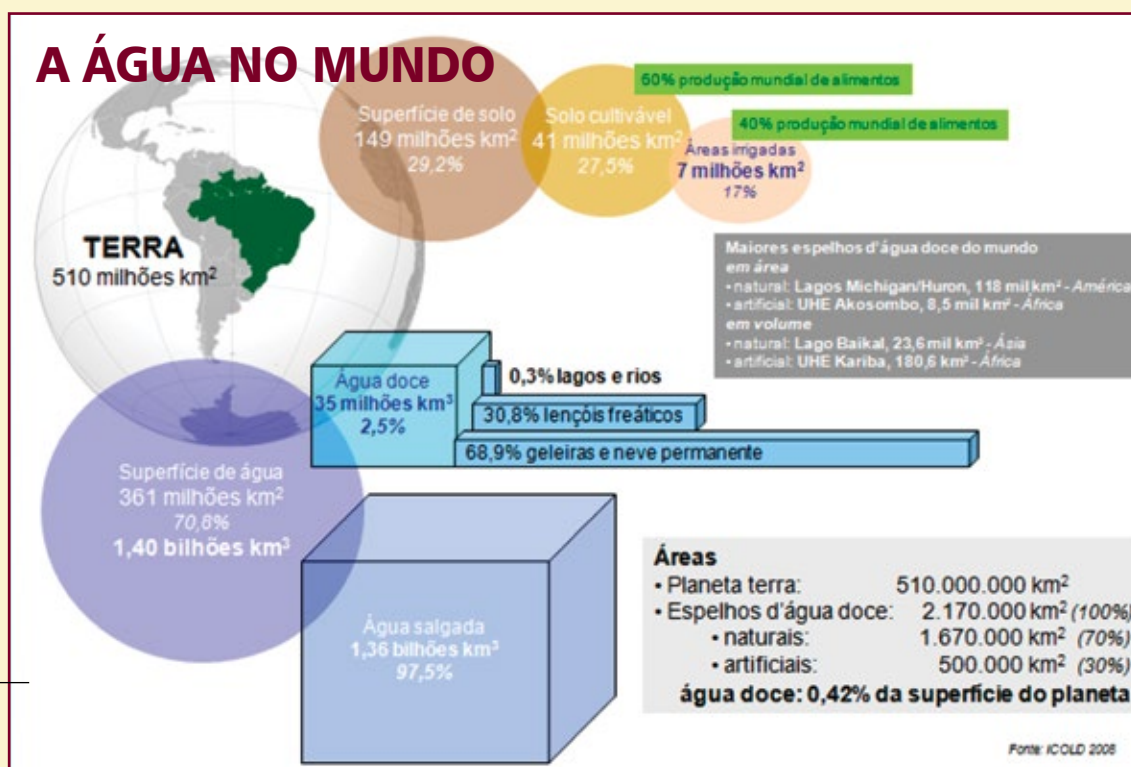 A ÁGUA NO MUNDO
Superfície de solo
149 milhões km²
29,2%
Solo cultivável
41 milhões km²
27,5%
60% produção mundial de alimentos
40% produção mundial de alimentos
Áreas irrigadas
7 milhões km²
17%
TERRA
510 milhões km²
Maiores espelhos d'água doce do mundo
em área
• natural: Lagos Michigan/Huron, 118 mil km² - América
• artificial: UHE Akosombo, 8,5 mil km² - África
em volume
• natural: Lago Baikal, 23,6 mil km³ - Ásia
• artificial: UHE Kariba, 180,6 km³ - África
Água doce
35 milhões km³
2,5%
0,3% lagos e rios
30,8% lençóis freáticos
68,9% geleiras e neve permanente
Superfície de água
361 milhões km²
70,8%
1,40 bilhões km³
Água salgada
1,36 bilhões km³
97,5%
Áreas
• Planeta terra: 510.000.000 km²
• Espelhos d'água doce: 2.170.000 km² (100%)
• naturais: 1.670.000 km² (70%)
• artificiais: 500.000 km² (30%)
água doce: 0,42% da superfície do planeta
Fonte: ICOLD 2008